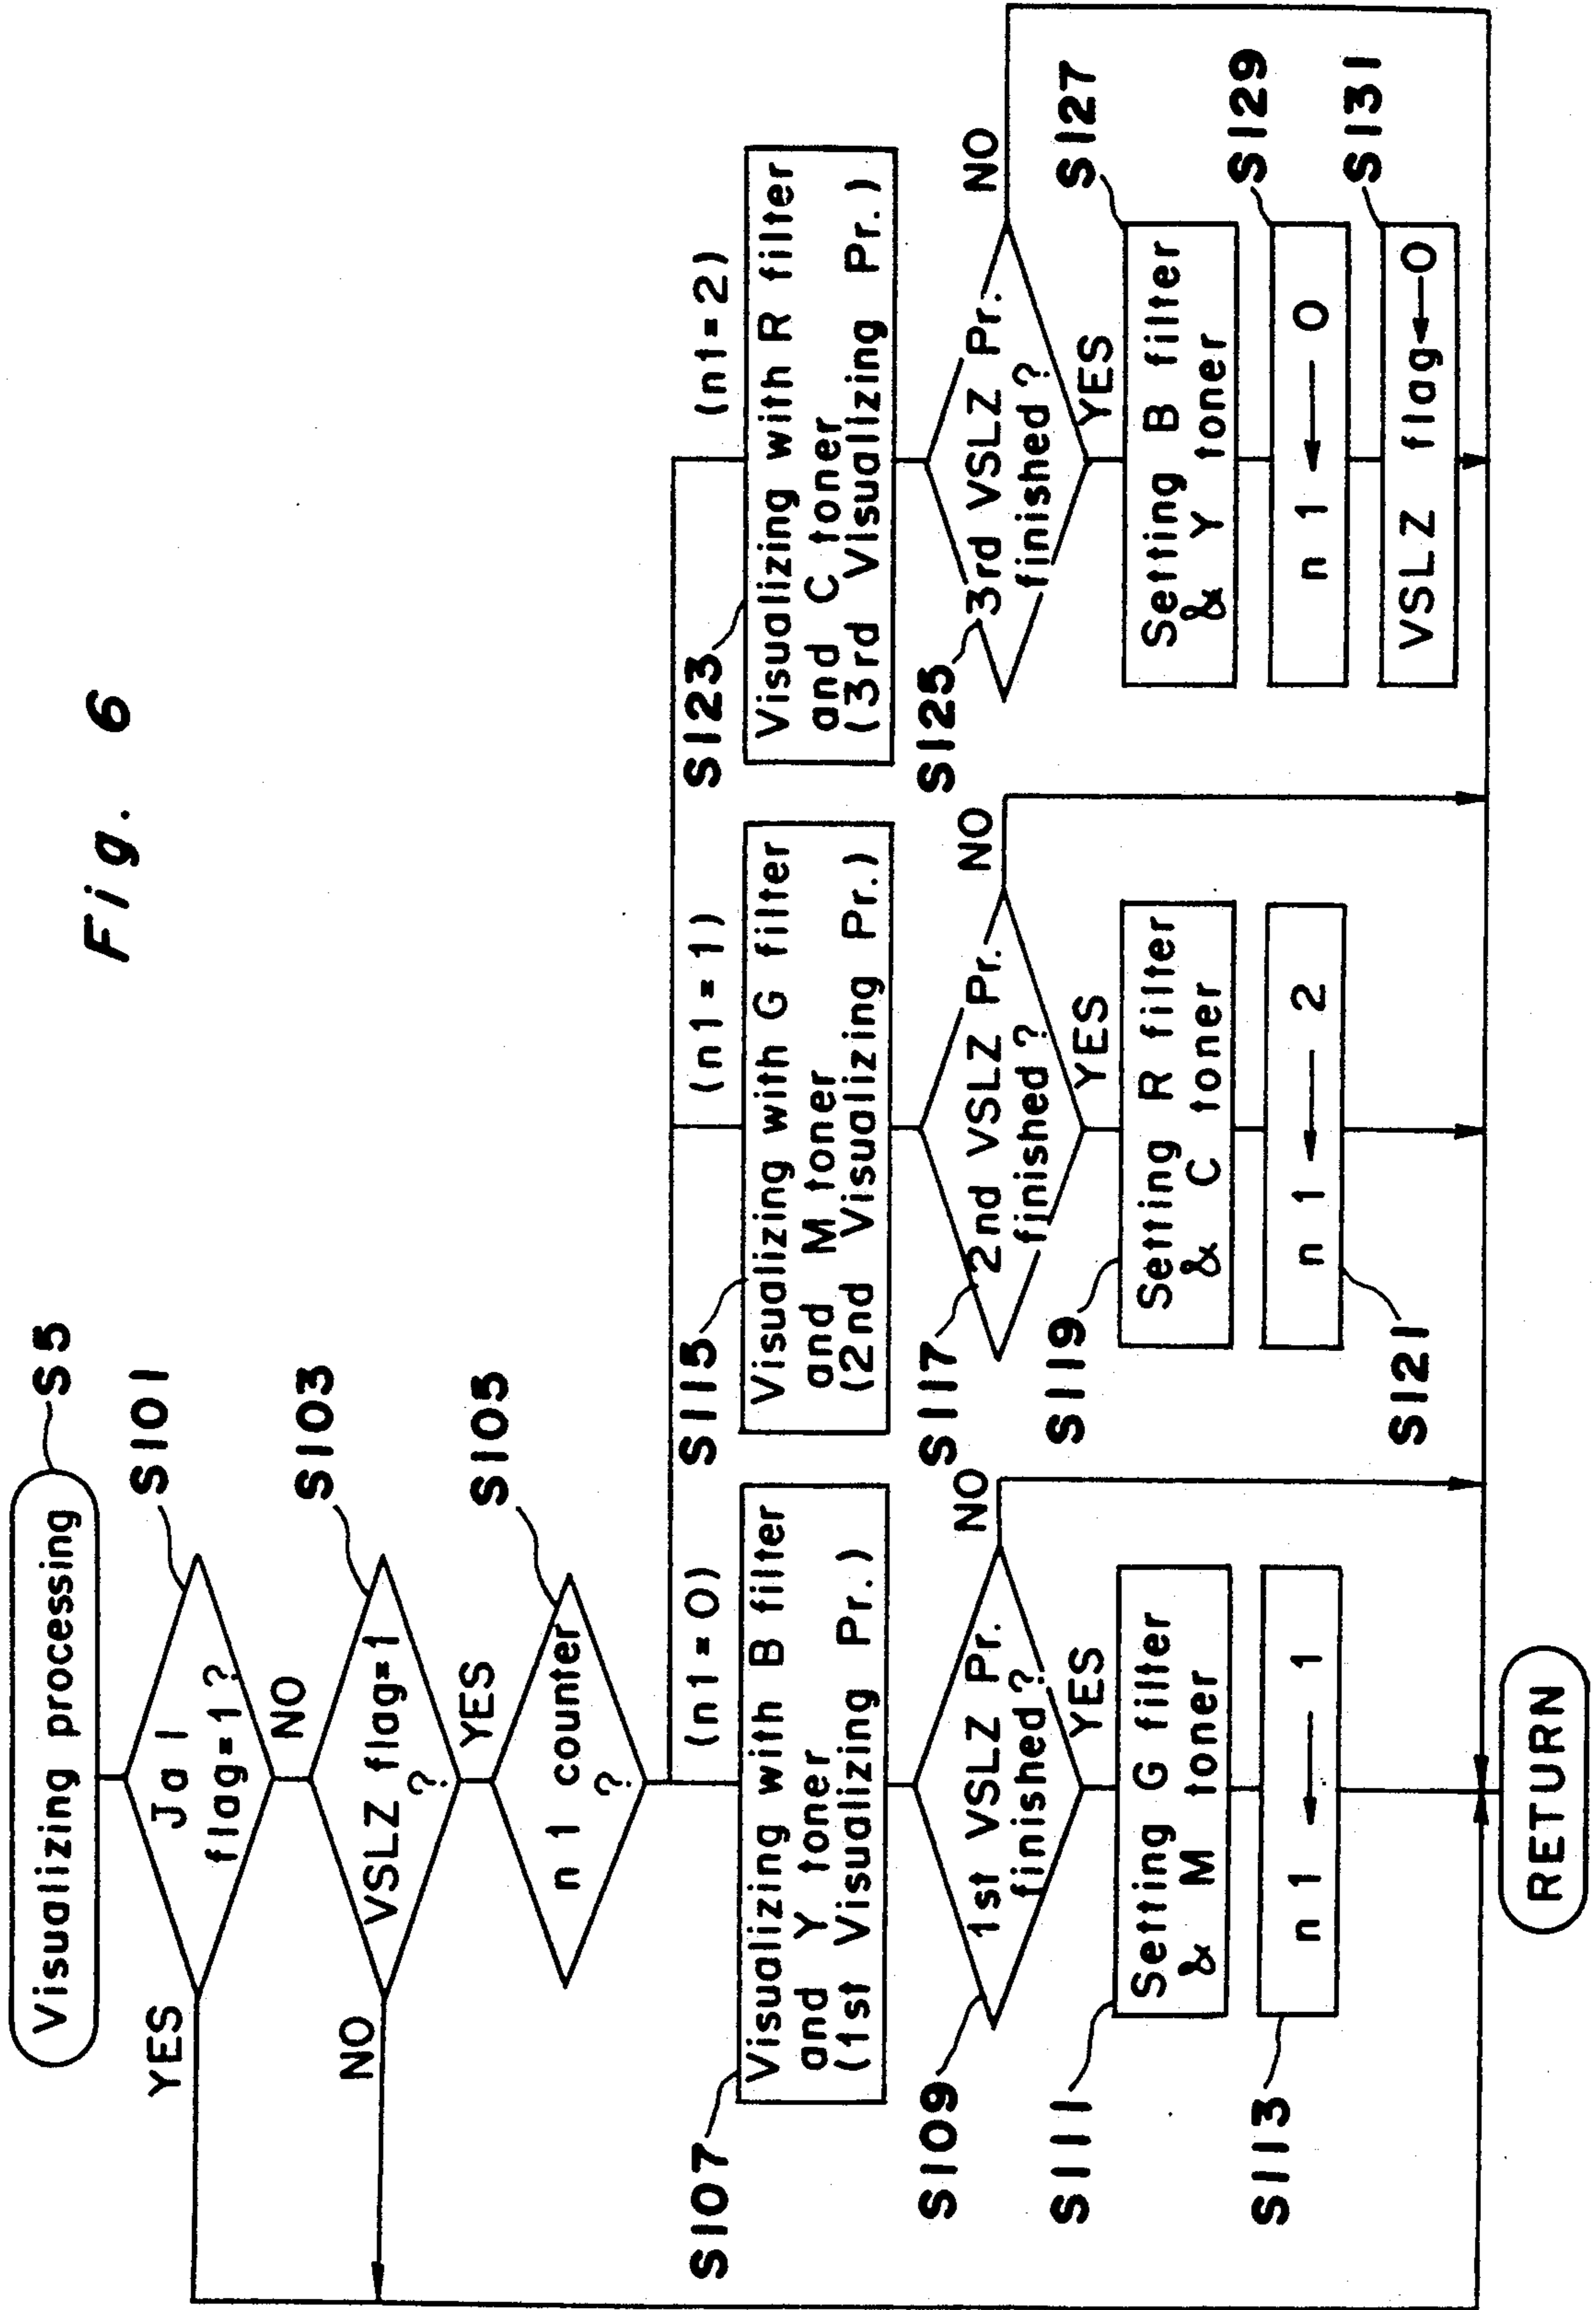 Fig. 6
Visualizing processing
S5
Ja1
flag=1?
S101
YES
NO
VSLZ flag=1
?
S103
NO
YES
n1 counter
?
S105
(n1=0)
S107
Visualizing with B filter
and Y toner
(1st Visualizing Pr.)
S109
1st VSLZ Pr.
finished?
NO
YES
S111
Setting G filter
& M toner
S113
n1 ← 1
(n1=1)
S115
Visualizing with G filter
and M toner
(2nd Visualizing Pr.)
S117
2nd VSLZ Pr.
finished?
NO
YES
S119
Setting R filter
& C toner
n1 ← 2
S121
(n1=2)
S123
Visualizing with R filter
and C toner
(3rd Visualizing Pr.)
S125
3rd VSLZ Pr.
finished?
NO
YES
S127
Setting B filter
& Y toner
S129
n1 ← 0
S131
VSLZ flag←0
RETURN